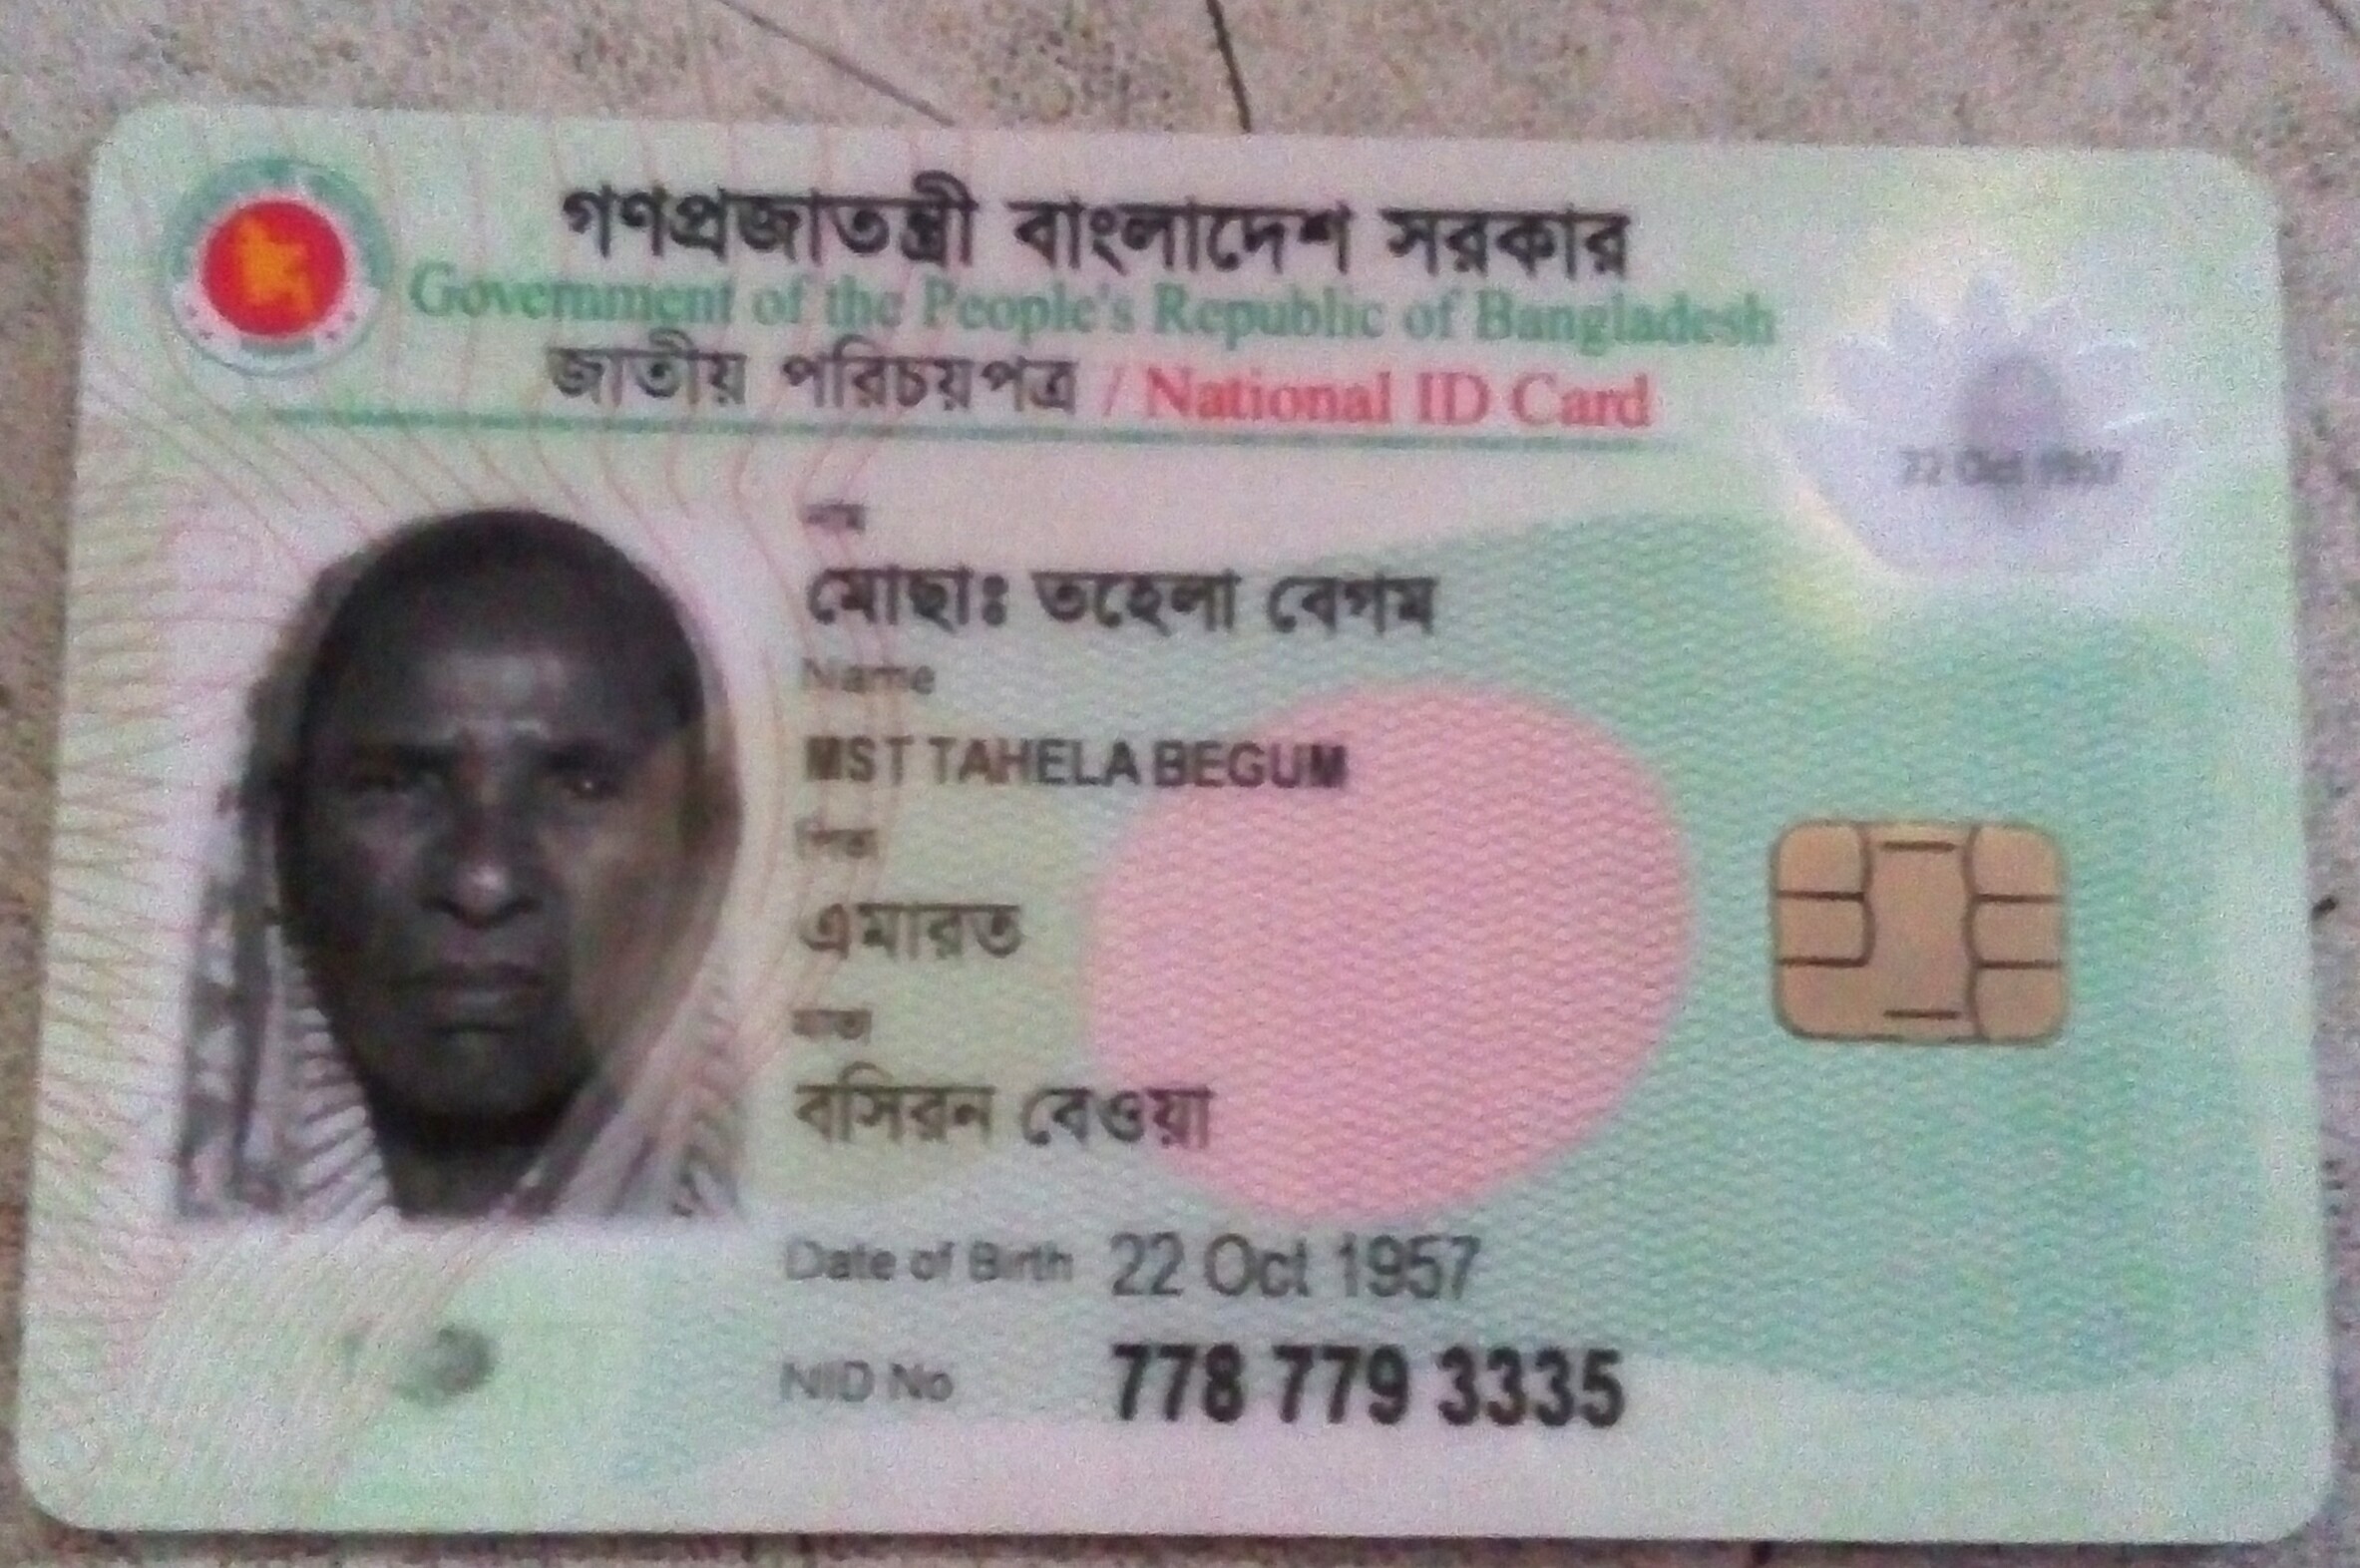 গণপ্রজাতন্ত্রী বাংলাদেশ সরকার
Government of the People's Republic of Bangladesh
জাতীয় পরিচয়পত্র / National ID Card
22 Oct 1957
নাম
মোছাঃ তহেলা বেগম
Name
MST TAHELA BEGUM
পিতা
এমারত
মাতা
বসিরন বেওয়া
Date of Birth 22 Oct 1957
NID No 778 779 3335